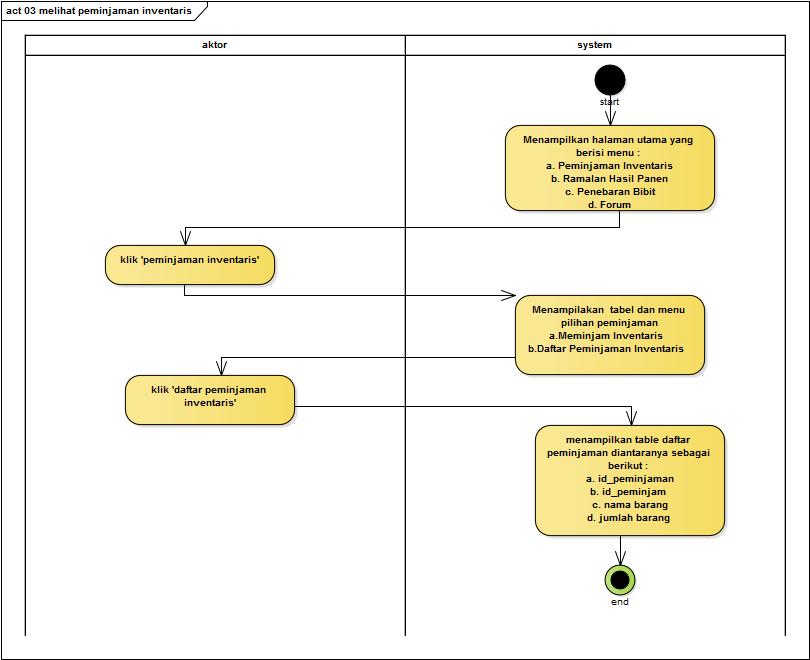 act 03 melihat peminjaman inventaris
aktor
system
start
Menampilkan halaman utama yang
berisi menu :
a. Peminjaman Inventaris
b. Ramalan Hasil Panen
c. Penebaran Bibit
d. Forum
klik 'peminjaman inventaris'
Menampilakan tabel dan menu
pilihan peminjaman
a.Meminjam Inventaris
b.Daftar Peminjaman Inventaris
klik 'daftar peminjaman
inventaris'
menampilkan table daftar
peminjaman diantaranya sebagai
berikut :
a. id_peminjaman
b. id_peminjam
c. nama barang
d. jumlah barang
end